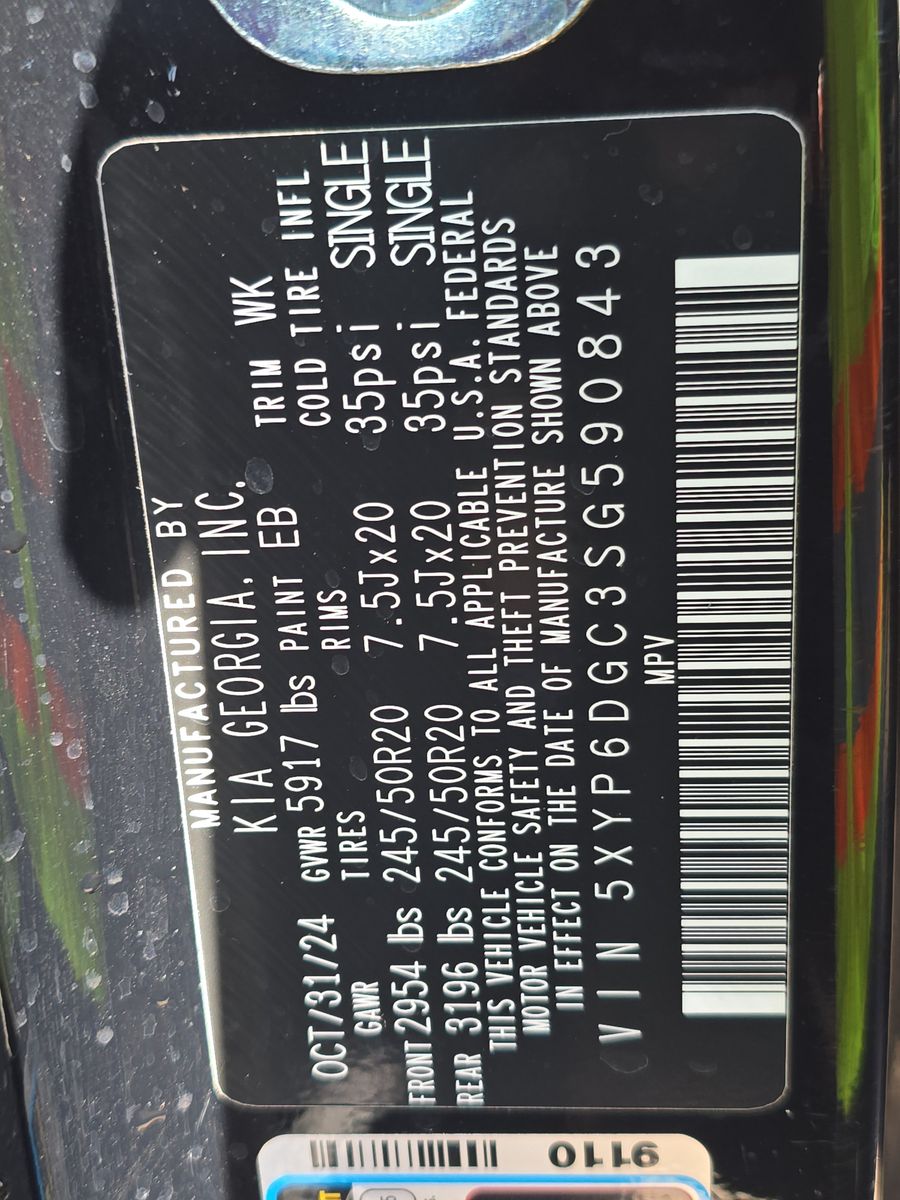 MANUFACTURED BY
KIA GEORGIA, INC.
OCT/31/24 GVWR 5917 lbs PAINT EB TRIM WK
GAWR TIRES RIMS COLD TIRE INFL
FRONT 2954 lbs 245/50R20 7.5Jx20 35psi SINGLE
REAR 3196 lbs 245/50R20 7.5Jx20 35psi SINGLE
THIS VEHICLE CONFORMS TO ALL APPLICABLE U.S.A. FEDERAL
MOTOR VEHICLE SAFETY AND THEFT PREVENTION STANDARDS
IN EFFECT ON THE DATE OF MANUFACTURE SHOWN ABOVE
VIN 5XYP6DGC3SG590843
MPV
9110